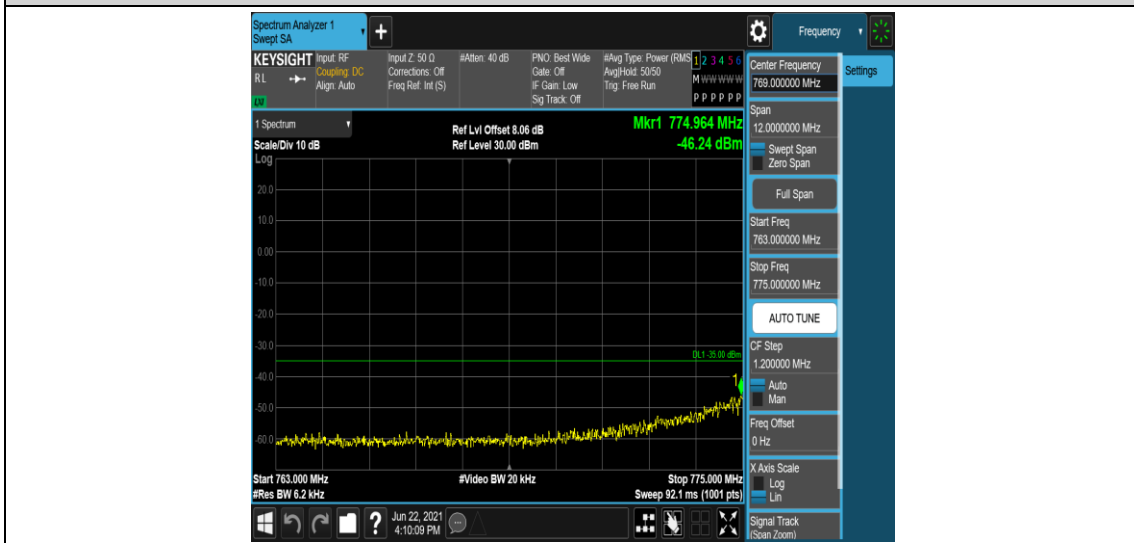 Spectrum Analyzer 1
Swept SA
+
Frequency
KEYSIGHT
RL
Input: RF
Coupling: DC
Align: Auto
Input Z: 50 Ω
Corrections: Off
Freq Ref: Int (S)
#Atten: 40 dB
PNO: Best Wide
Gate: Off
IF Gain: Low
Sig Track: Off
#Avg Type: Power (RMS
Avg|Hold: 50/50
Trig: Free Run
1 2 3 4 5 6
M W W W W W
P P P P P P
1 Spectrum
Scale/Div 10 dB
Log
Ref Lvl Offset 8.06 dB
Ref Level 30.00 dBm
Mkr1 774.964 MHz
-46.24 dBm
20.0
10.0
0.00
-10.0
-20.0
-30.0
-40.0
-50.0
-60.0
DL1 -35.00 dBm
1
Start 763.000 MHz
#Res BW 6.2 kHz
#Video BW 20 kHz
Stop 775.000 MHz
Sweep 92.1 ms (1001 pts)
Center Frequency
769.000000 MHz
Settings
Span
12.0000000 MHz
Swept Span
Zero Span
Full Span
Start Freq
763.000000 MHz
Stop Freq
775.000000 MHz
AUTO TUNE
CF Step
1.200000 MHz
Auto
Man
Freq Offset
0 Hz
X Axis Scale
Log
Lin
Signal Track
(Span Zoom)
?
Jun 22, 2021
4:10:09 PM